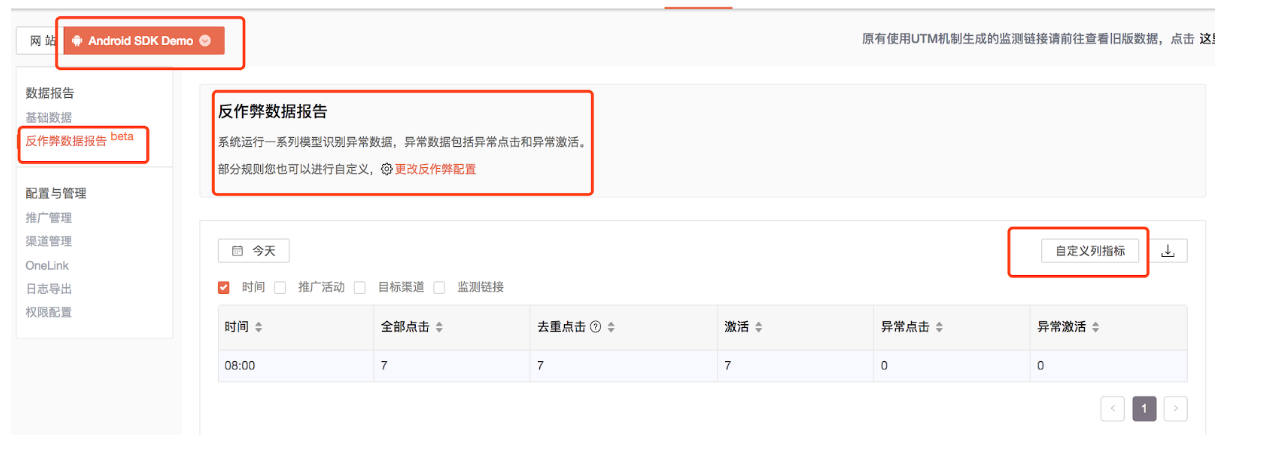 网站 Android SDK Demo
原有使用UTM机制生成的监测链接请前往查看旧版数据，点击 这
数据报告
基础数据
反作弊数据报告 beta
配置与管理
推广管理
渠道管理
OneLink
日志导出
权限配置
反作弊数据报告
系统运行一系列模型识别异常数据，异常数据包括异常点击和异常激活。
部分规则您也可以进行自定义，更改反作弊配置
今天
自定义列指标
时间 推广活动 目标渠道 监测链接
时间 全部点击 去重点击 ? 激活 异常点击 异常激活
08:00 7 7 7 0 0
< 1 >